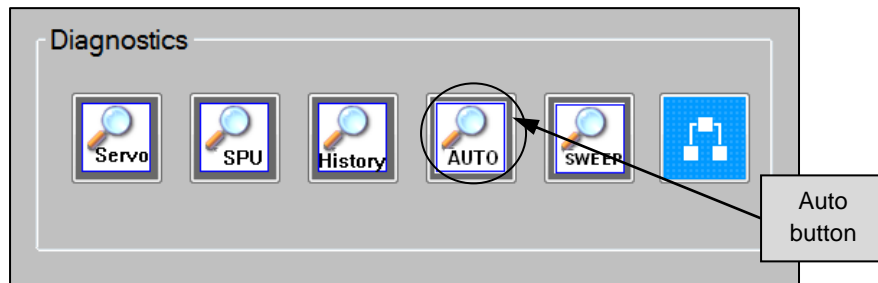 Diagnostics
Servo
SPU
History
AUTO
SWEEP
Auto
button